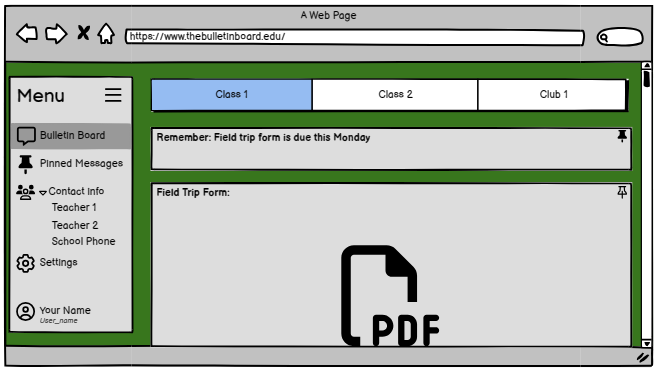 A Web Page
https://www.thebulletinboard.edu/
Menu
Bulletin Board
Pinned Messages
Contact Info
Teacher 1
Teacher 2
School Phone
Settings
Your Name
User_name
Class 1
Class 2
Club 1
Remember: Field trip form is due this Monday
Field Trip Form:
PDF